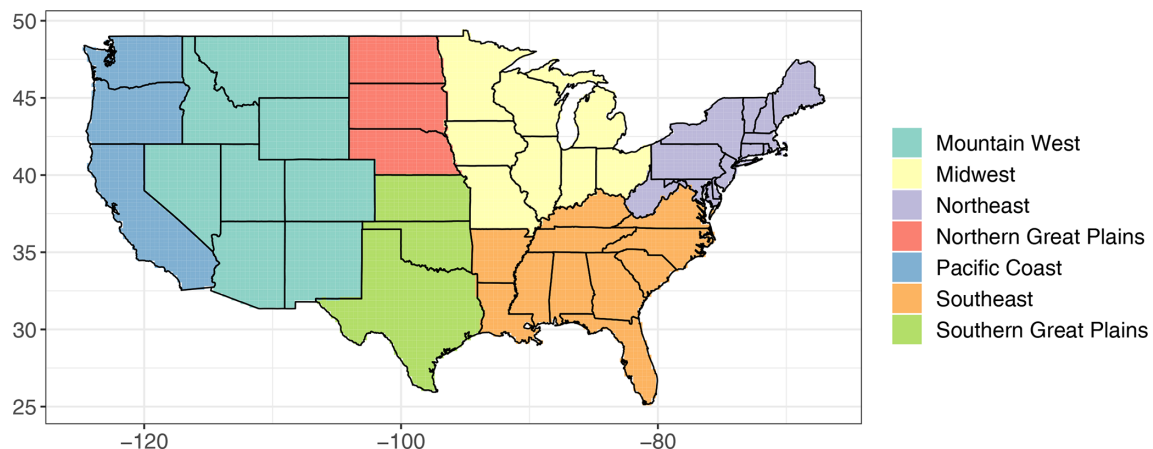 50
45
40
35
30
25
−120
−100
−80
Mountain West
Midwest
Northeast
Northern Great Plains
Pacific Coast
Southeast
Southern Great Plains